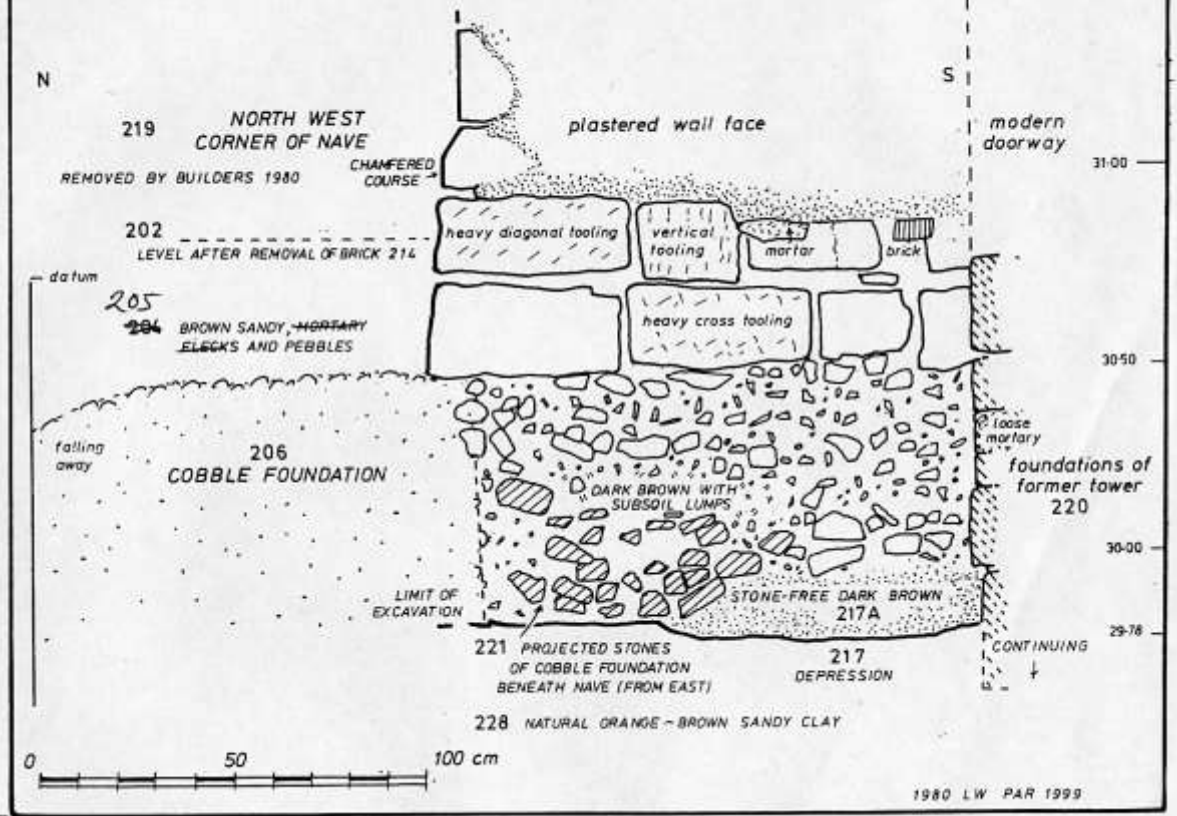 N
S
219
NORTH WEST
CORNER OF NAVE
REMOVED BY BUILDERS 1980
CHAMFERED
COURSE
plastered wall face
modern
doorway
31·00
202
LEVEL AFTER REMOVAL OF BRICK 214
heavy diagonal tooling
vertical
tooling
mortar
brick
datum
205
204 BROWN SANDY, MORTARY
FLECKS AND PEBBLES
heavy cross tooling
30·50
falling
away
206
COBBLE FOUNDATION
loose
mortary
foundations of
former tower
220
DARK BROWN WITH
SUBSOIL LUMPS
30·00
LIMIT OF
EXCAVATION
STONE-FREE DARK BROWN
217A
29·78
221 PROJECTED STONES
OF COBBLE FOUNDATION
BENEATH NAVE (FROM EAST)
217
DEPRESSION
CONTINUING
228 NATURAL ORANGE-BROWN SANDY CLAY
0 50 100 cm
1980 LW PAR 1999